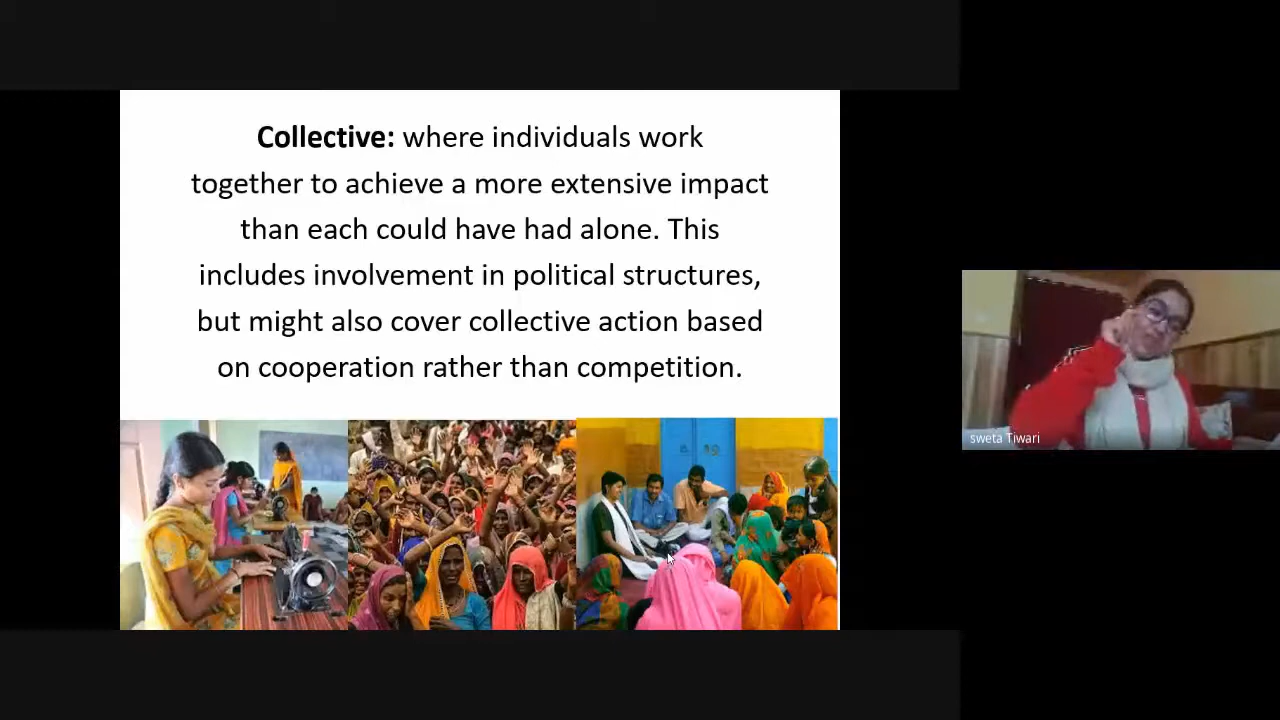 Collective: where individuals work
together to achieve a more extensive impact
than each could have had alone. This
includes involvement in political structures,
but might also cover collective action based
on cooperation rather than competition.
sweta Tiwari